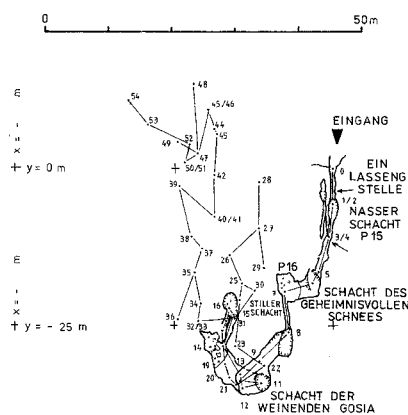 0 50 m
54
48
53
45/46
44
45
52
49
47
50/51
+ y = 0 m
42
39
28
40/41
27
38
37
26
29
35
25
30
34
36
32/33
+ y = - 25 m
EINGANG
0
EIN
LASSENG
STELLE
1/2
NASSER
SCHACHT
P 15
3/4
P16
5
7
SCHACHT DES
GEHEIMNISVOLLEN
SCHNEES
16
15
STILLER
SCHACHT
31
8
14
23
9
13
19
22
20
21
11
12
SCHACHT DER
WEINENDEN GOSIA